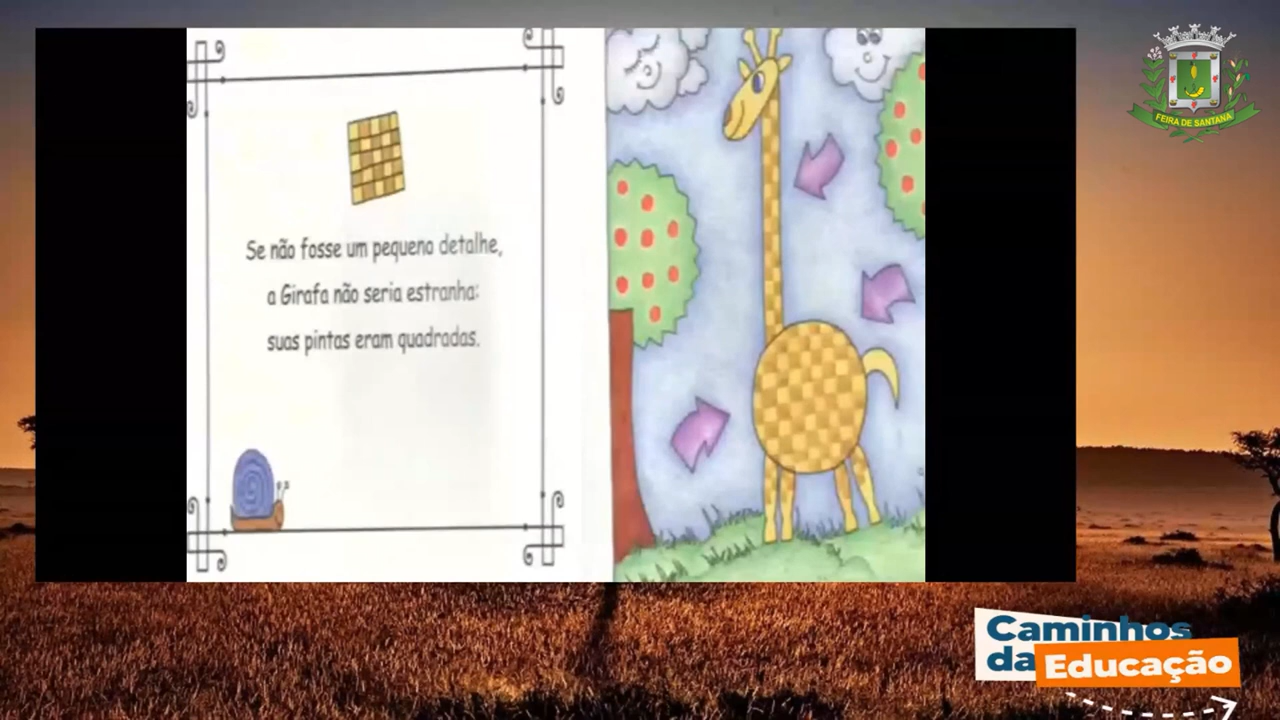 FEIRA DE SANTANA
Se não fosse um pequeno detalhe,
a Girafa não seria estranha:
suas pintas eram quadradas.
Caminhos
da Educação